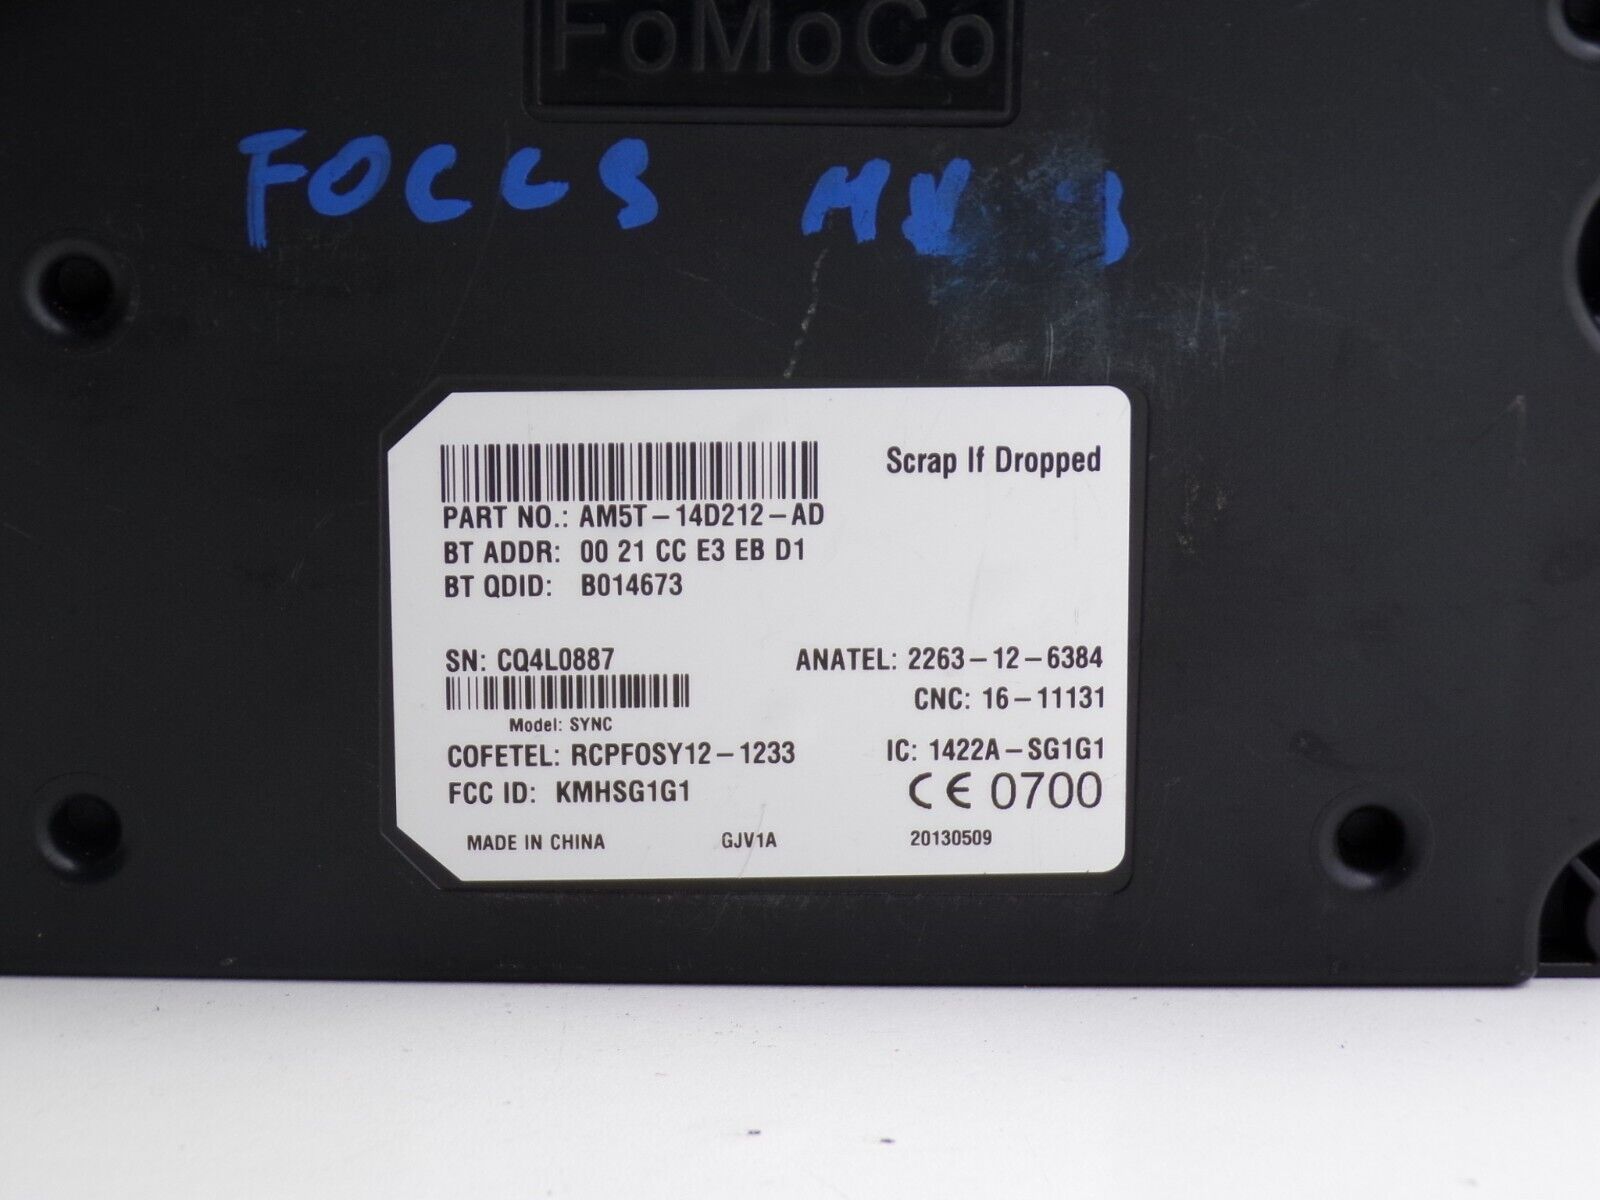 FoMoCo
FOCCS
Scrap If Dropped
PART NO.: AM5T-14D212-AD
BT ADDR: 00 21 CC E3 EB D1
BT QDID: B014673
SN: CQ4L0887 ANATEL: 2263-12-6384
CNC: 16-11131
Model: SYNC
COFETEL: RCPFOSY12-1233 IC: 1422A-SG1G1
FCC ID: KMHSG1G1 CE 0700
MADE IN CHINA GJV1A 20130509